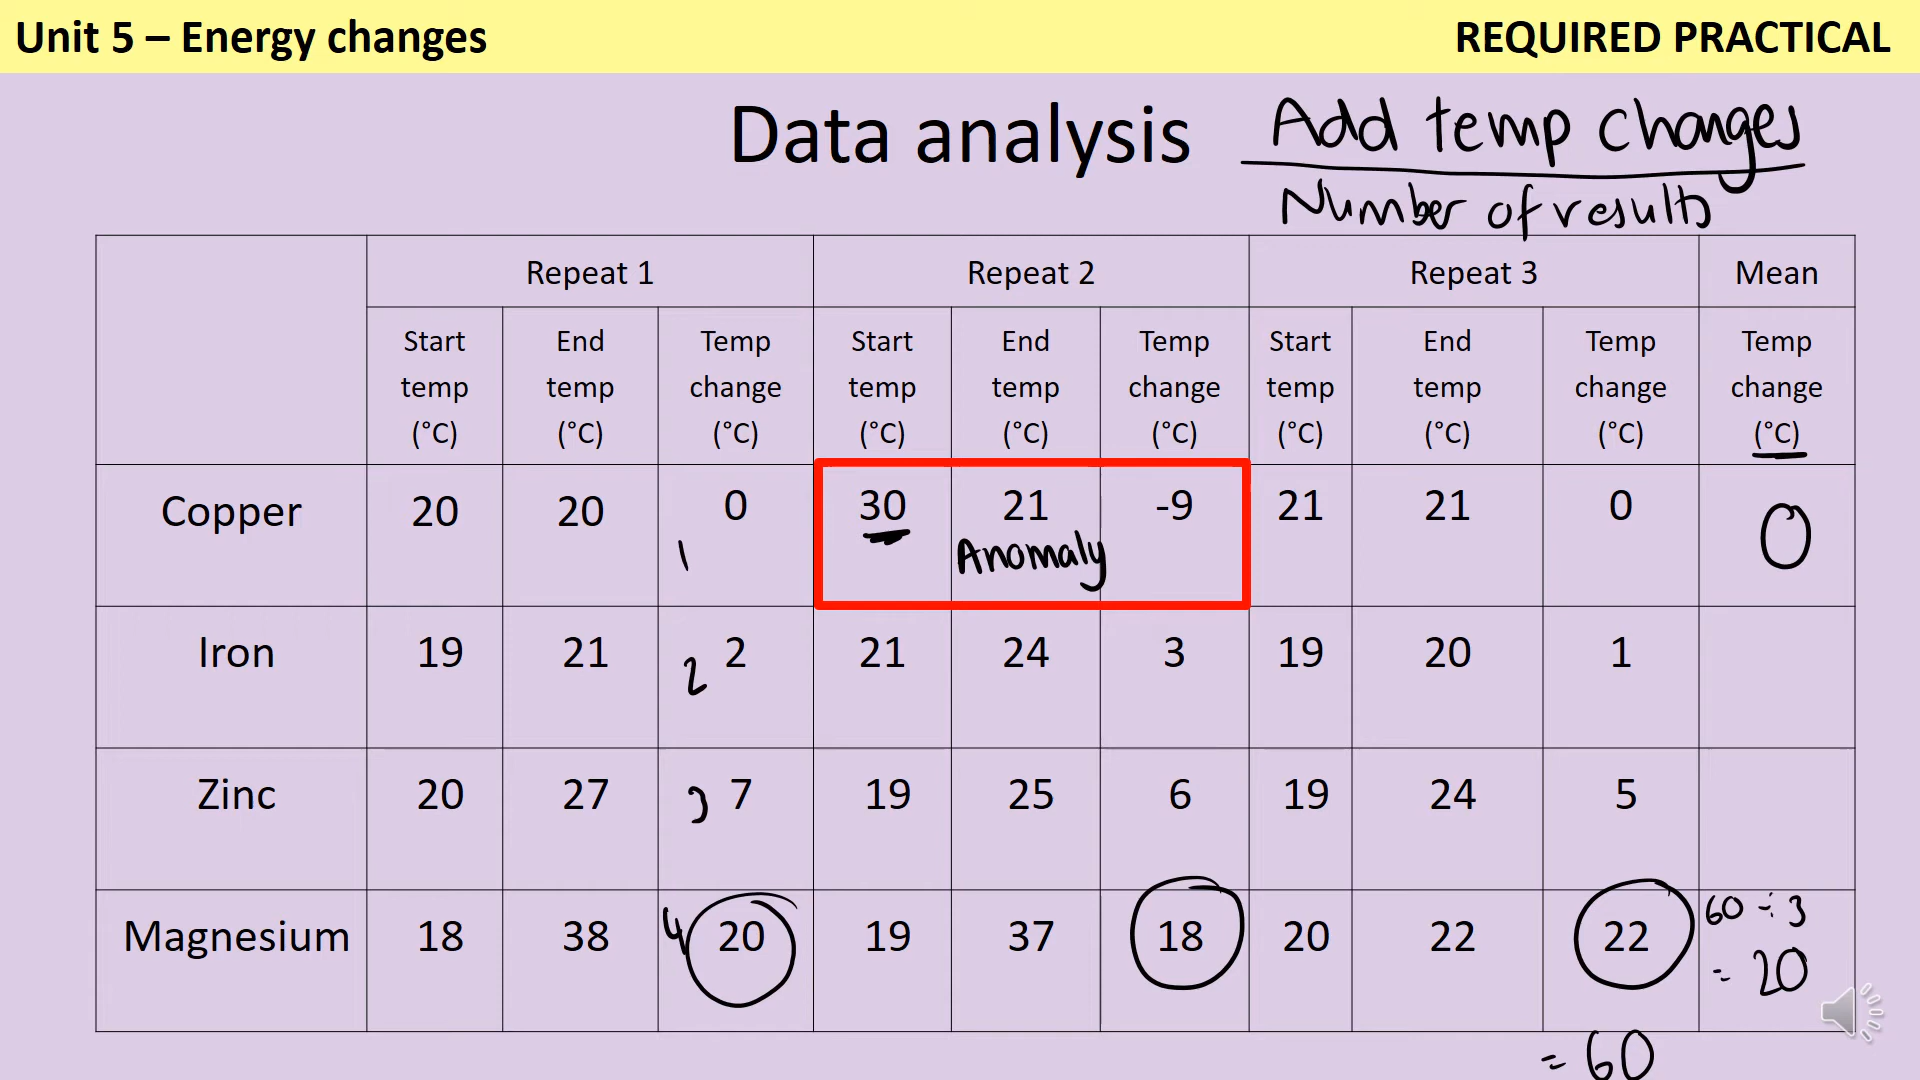 Unit 5 – Energy changes REQUIRED PRACTICAL
Data analysis
Add temp changes
Number of results
Repeat 1 Repeat 2 Repeat 3 Mean
Start temp (°C) End temp (°C) Temp change (°C) Start temp (°C) End temp (°C) Temp change (°C) Start temp (°C) End temp (°C) Temp change (°C) Temp change (°C)
Copper 20 20 0 30 21 -9 21 21 0 0
1 Anomaly
Iron 19 21 2 2 21 24 3 19 20 1
Zinc 20 27 3 7 19 25 6 19 24 5
Magnesium 18 38 4 20 19 37 18 20 22 22 60 ÷ 3
= 20
= 60